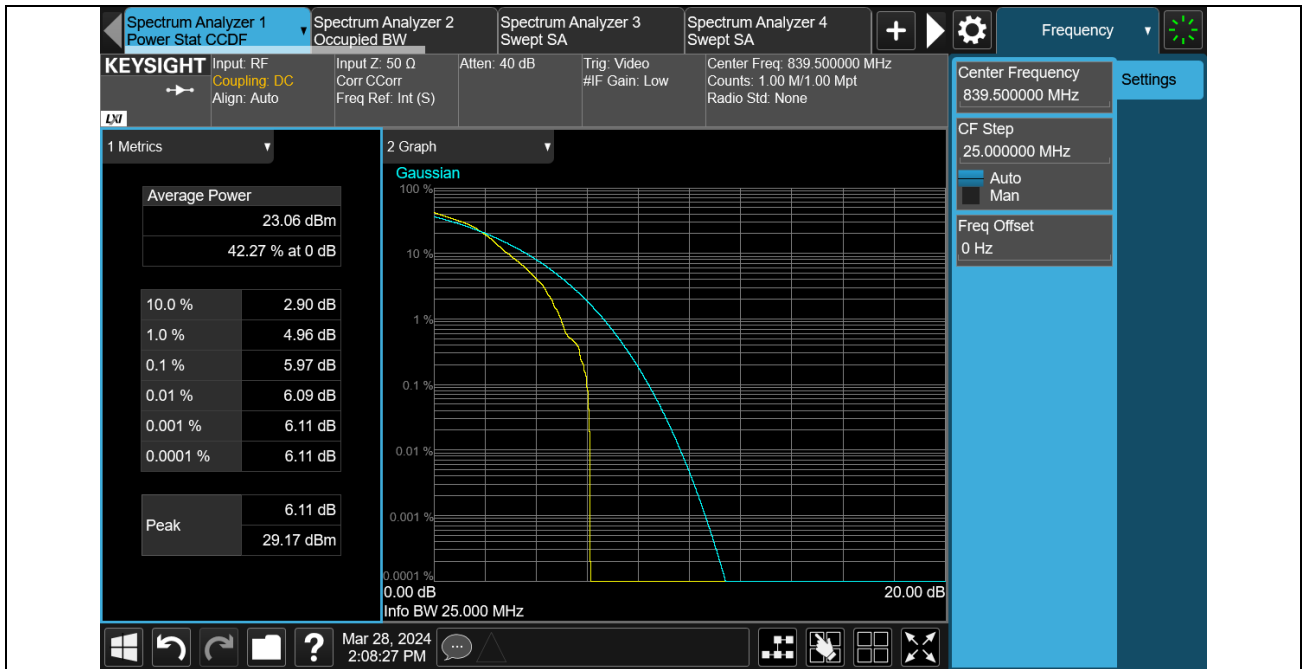 Spectrum Analyzer 1
Power Stat CCDF
Spectrum Analyzer 2
Occupied BW
Spectrum Analyzer 3
Swept SA
Spectrum Analyzer 4
Swept SA
+
Frequency
KEYSIGHT
LXI
Input: RF
Coupling: DC
Align: Auto
Input Z: 50 Ω
Corr CCorr
Freq Ref: Int (S)
Atten: 40 dB
Trig: Video
#IF Gain: Low
Center Freq: 839.500000 MHz
Counts: 1.00 M/1.00 Mpt
Radio Std: None
Center Frequency
839.500000 MHz
Settings
CF Step
25.000000 MHz
Auto
Man
Freq Offset
0 Hz
1 Metrics
Average Power
23.06 dBm
42.27 % at 0 dB
10.0 % 2.90 dB
1.0 % 4.96 dB
0.1 % 5.97 dB
0.01 % 6.09 dB
0.001 % 6.11 dB
0.0001 % 6.11 dB
Peak
6.11 dB
29.17 dBm
2 Graph
Gaussian
100 %
10 %
1 %
0.1 %
0.01 %
0.001 %
0.0001 %
0.00 dB
20.00 dB
Info BW 25.000 MHz
?
Mar 28, 2024
2:08:27 PM